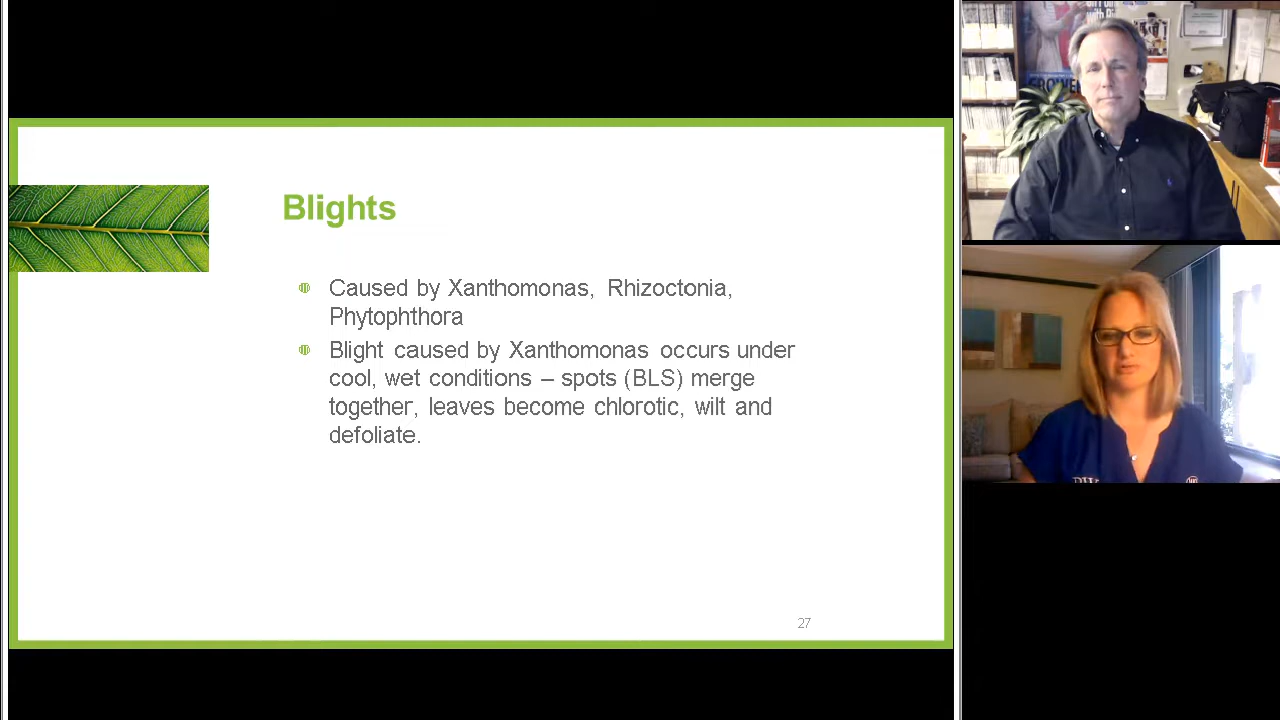 Blights
Caused by Xanthomonas, Rhizoctonia,
Phytophthora
Blight caused by Xanthomonas occurs under
cool, wet conditions – spots (BLS) merge
together, leaves become chlorotic, wilt and
defoliate.
27
GROWER